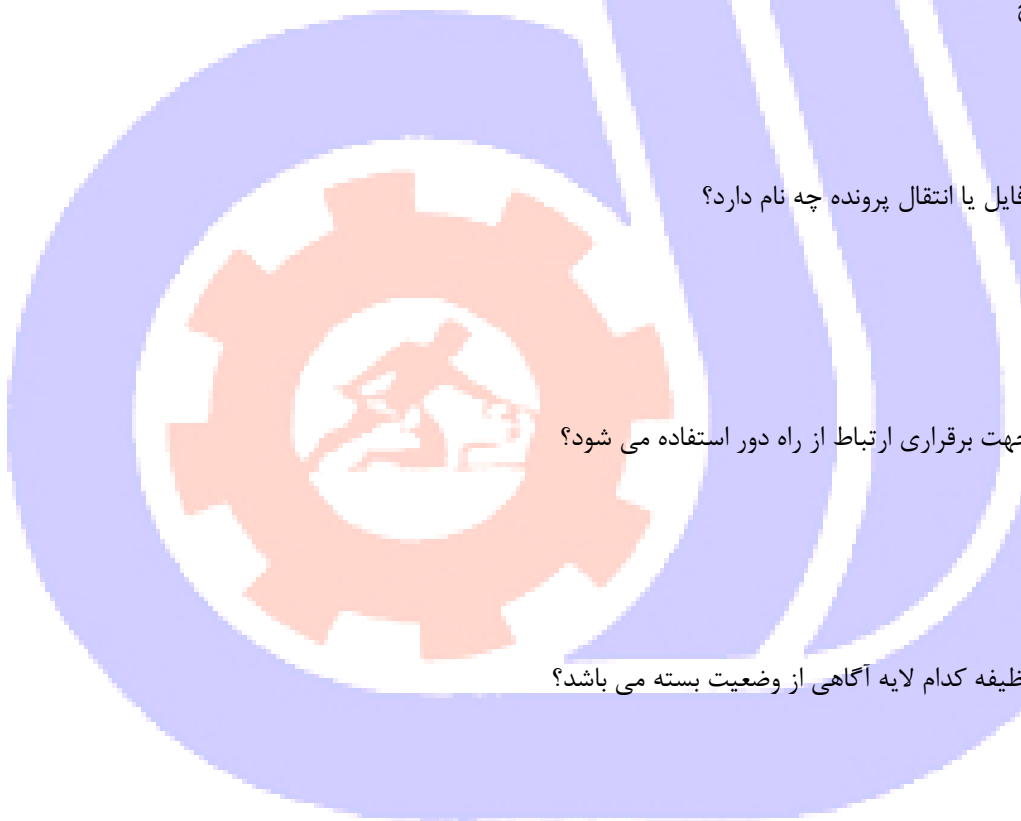 فایل یا انتقال پرونده چه نام دارد؟
جهت برقراری ارتباط از راه دور استفاده می شود؟
کدام لایه آگاهی از وضعیت بسته می باشد؟